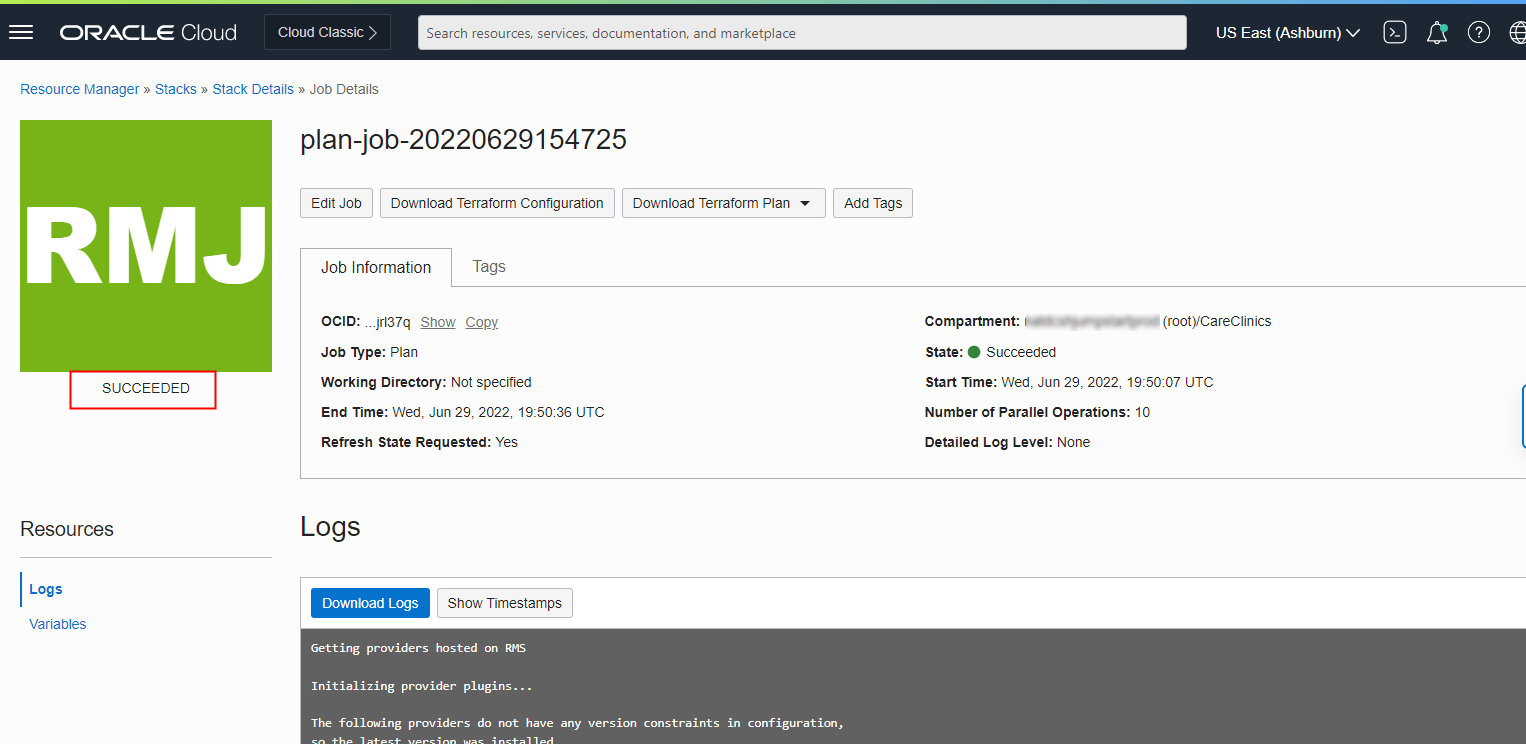 ORACLE Cloud
Cloud Classic
Search resources, services, documentation, and marketplace
US East (Ashburn)
Resource Manager » Stacks » Stack Details » Job Details
RMJ
SUCCEEDED
plan-job-20220629154725
Edit Job
Download Terraform Configuration
Download Terraform Plan
Add Tags
Job Information
Tags
OCID: ...jrl37q Show Copy
Compartment: (root)/CareClinics
Job Type: Plan
State: Succeeded
Working Directory: Not specified
Start Time: Wed, Jun 29, 2022, 19:50:07 UTC
End Time: Wed, Jun 29, 2022, 19:50:36 UTC
Number of Parallel Operations: 10
Refresh State Requested: Yes
Detailed Log Level: None
Resources
Logs
Variables
Logs
Download Logs
Show Timestamps
Getting providers hosted on RMS
Initializing provider plugins...
The following providers do not have any version constraints in configuration,
so the latest version was installed.